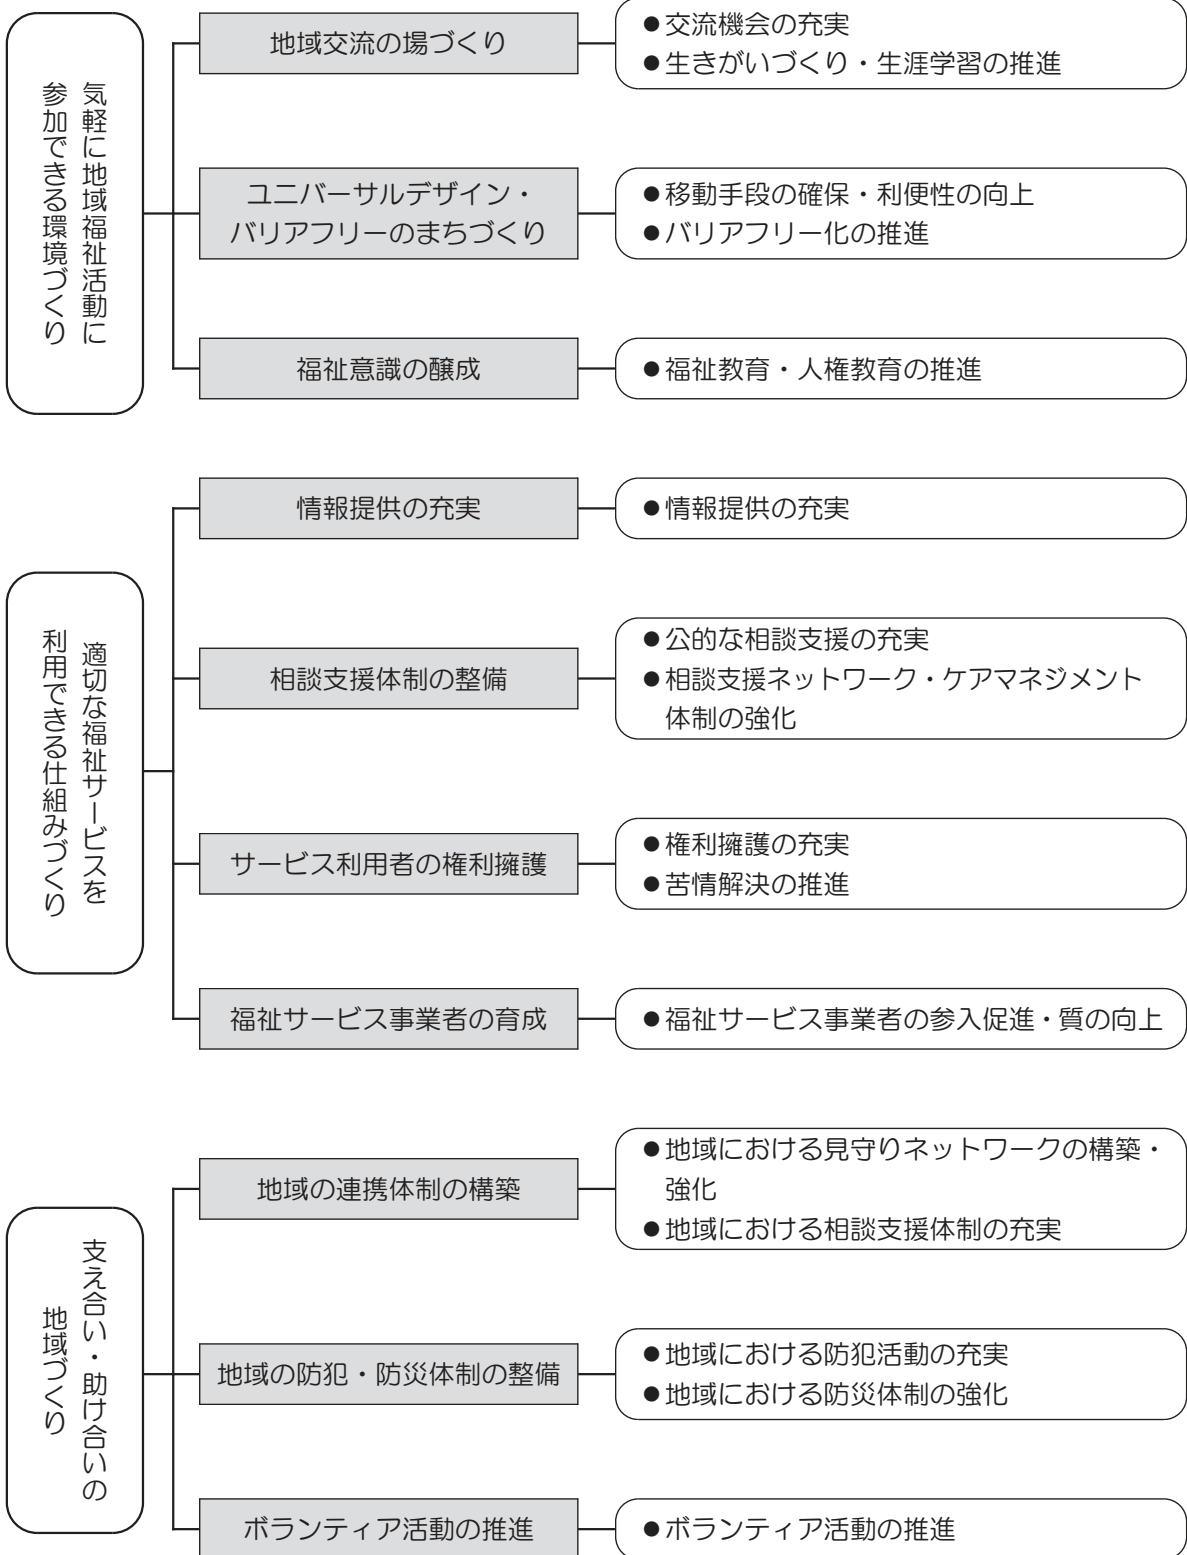 気軽に地域福祉活動に
参加できる環境づくり
地域交流の場づくり
●交流機会の充実
●生きがいづくり・生涯学習の推進
ユニバーサルデザイン・
バリアフリーのまちづくり
●移動手段の確保・利便性の向上
●バリアフリー化の推進
福祉意識の醸成
●福祉教育・人権教育の推進
適切な福祉サービスを
利用できる仕組みづくり
情報提供の充実
●情報提供の充実
相談支援体制の整備
●公的な相談支援の充実
●相談支援ネットワーク・ケアマネジメント
体制の強化
サービス利用者の権利擁護
●権利擁護の充実
●苦情解決の推進
福祉サービス事業者の育成
●福祉サービス事業者の参入促進・質の向上
支え合い・助け合いの
地域づくり
地域の連携体制の構築
●地域における見守りネットワークの構築・
強化
●地域における相談支援体制の充実
地域の防犯・防災体制の整備
●地域における防犯活動の充実
●地域における防災体制の強化
ボランティア活動の推進
●ボランティア活動の推進